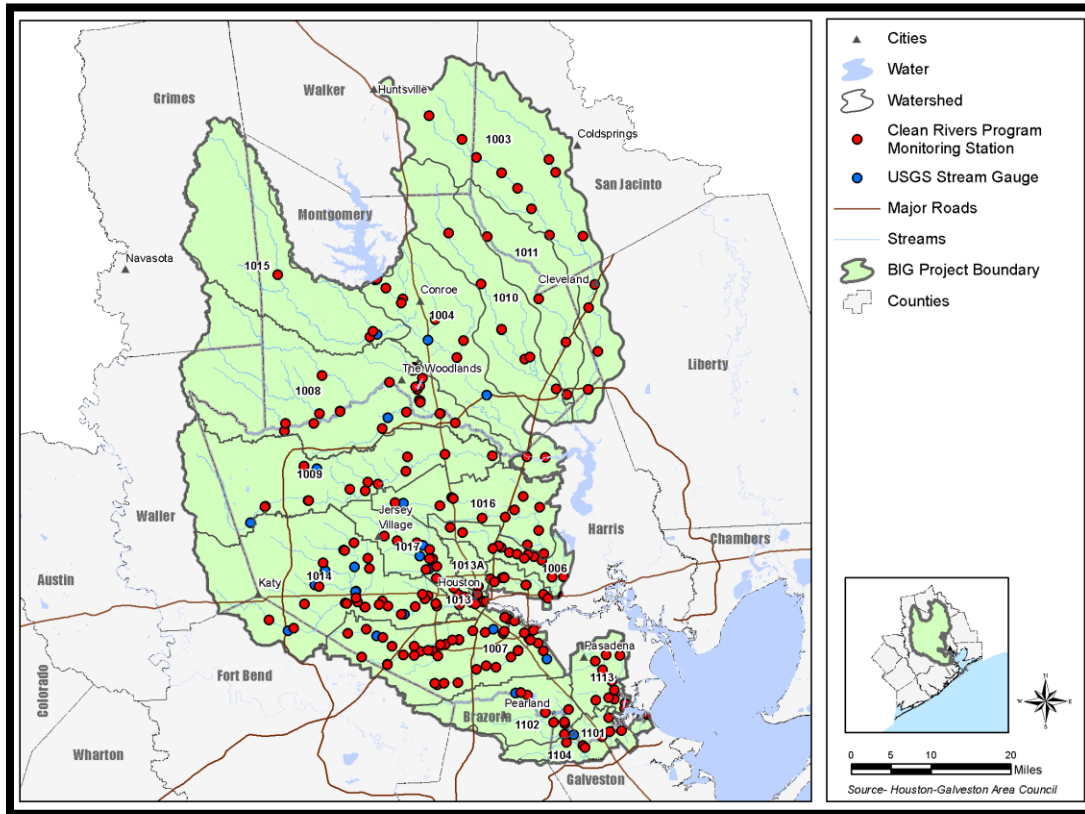 Grimes
Walker
Huntsville
1003
Coldsprings
San Jacinto
Montgomery
Navasota
1015
1011
Cleveland
Conroe
1010
1004
Liberty
The Woodlands
1008
1009
1016
Waller
Jersey
Village
Harris
1017
Chambers
1013A
1006
Austin
1014
Katy
Houston
1013
Pasadena
1007
Fort Bend
Colorado
1113
Pearland
Brazoria
1102
1101
1104
Wharton
Galveston
Cities
Water
Watershed
Clean Rivers Program
Monitoring Station
USGS Stream Gauge
Major Roads
Streams
BIG Project Boundary
Counties
N
W
E
S
0 5 10 20
Miles
Source- Houston-Galveston Area Council